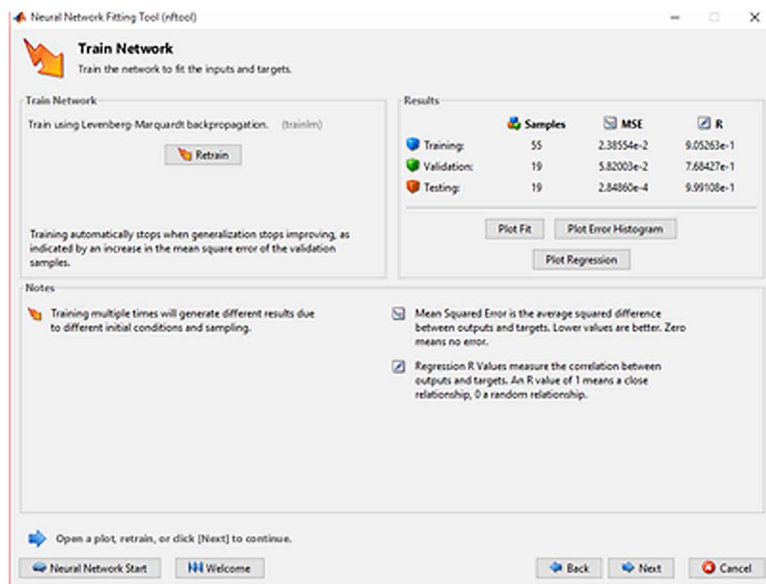 Neural Network Fitting Tool (nftool)
Train Network
Train the network to fit the inputs and targets.
Train Network
Train using Levenberg-Marquardt backpropagation. (trainlm)
Retrain
Training automatically stops when generalization stops improving, as
indicated by an increase in the mean square error of the validation
samples.
Results
Samples MSE R
Training: 55 2.38554e-2 9.05263e-1
Validation: 19 5.82003e-2 7.68427e-1
Testing: 19 2.84860e-4 9.99108e-1
Plot Fit Plot Error Histogram
Plot Regression
Notes
Training multiple times will generate different results due
to different initial conditions and sampling.
Mean Squared Error is the average squared difference
between outputs and targets. Lower values are better. Zero
means no error.
Regression R Values measure the correlation between
outputs and targets. An R value of 1 means a close
relationship, 0 a random relationship.
Open a plot, retrain, or click [Next] to continue.
Neural Network Start Welcome Back Next Cancel